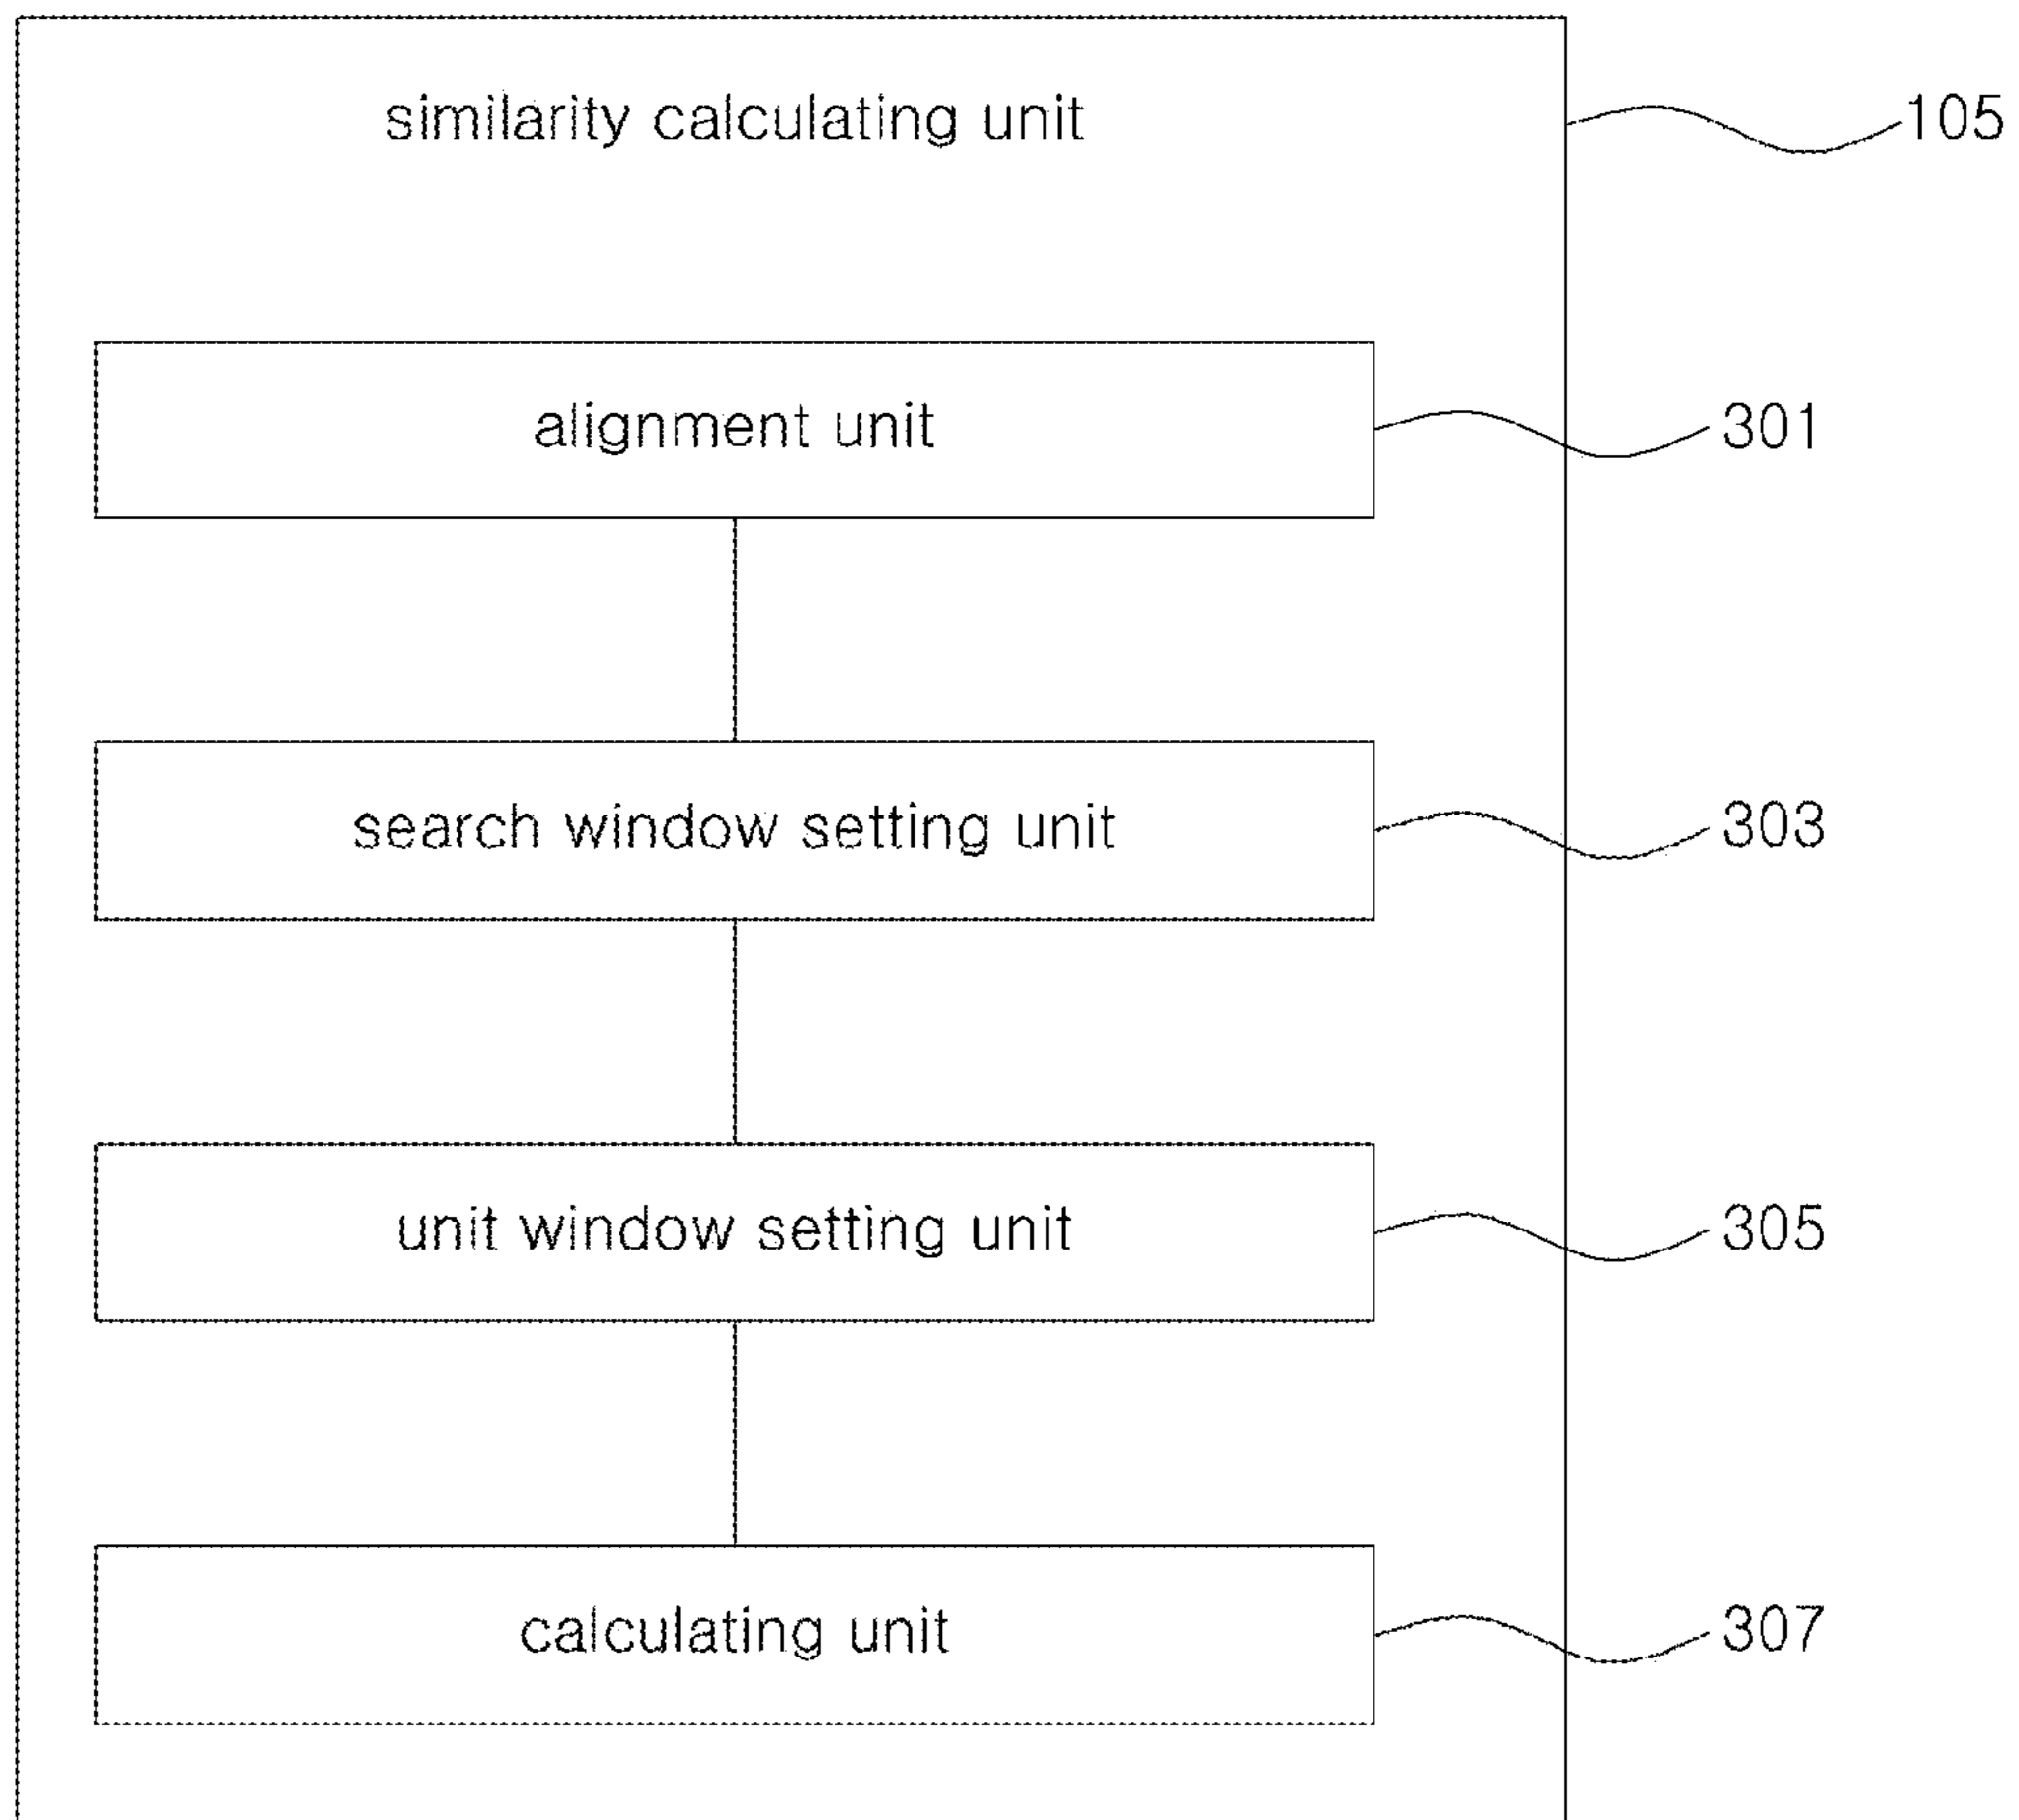 similarity calculating unit
105
alignment unit
301
search window setting unit
303
unit window setting unit
305
calculating unit
307